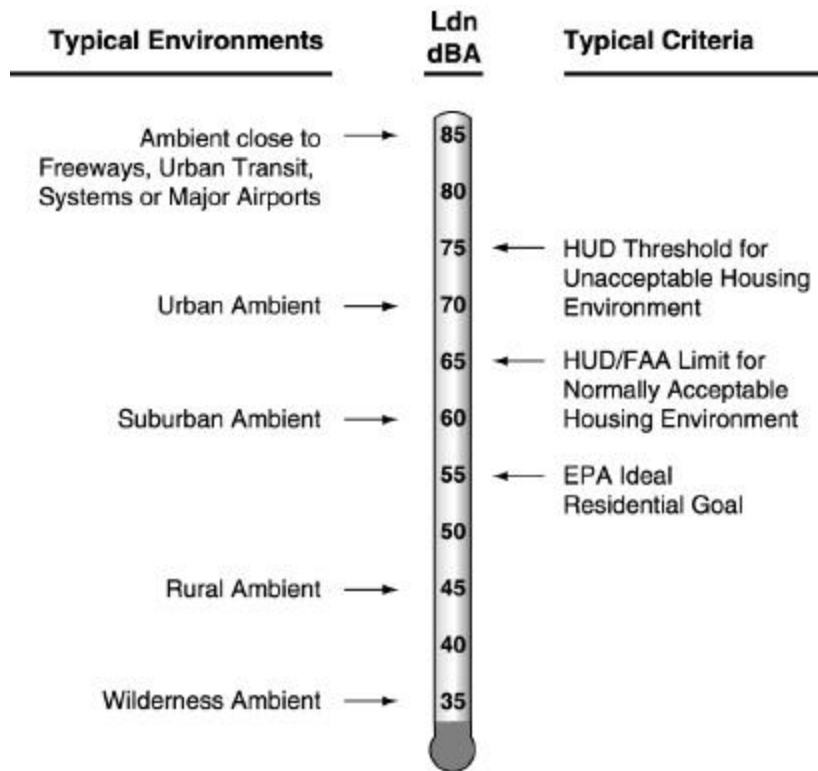 Typical Environments
Ldn
dBA
Typical Criteria
Ambient close to
Freeways, Urban Transit,
Systems or Major Airports
85
80
75
HUD Threshold for
Unacceptable Housing
Environment
Urban Ambient
70
65
HUD/FAA Limit for
Normally Acceptable
Housing Environment
Suburban Ambient
60
55
EPA Ideal
Residential Goal
50
Rural Ambient
45
40
Wilderness Ambient
35